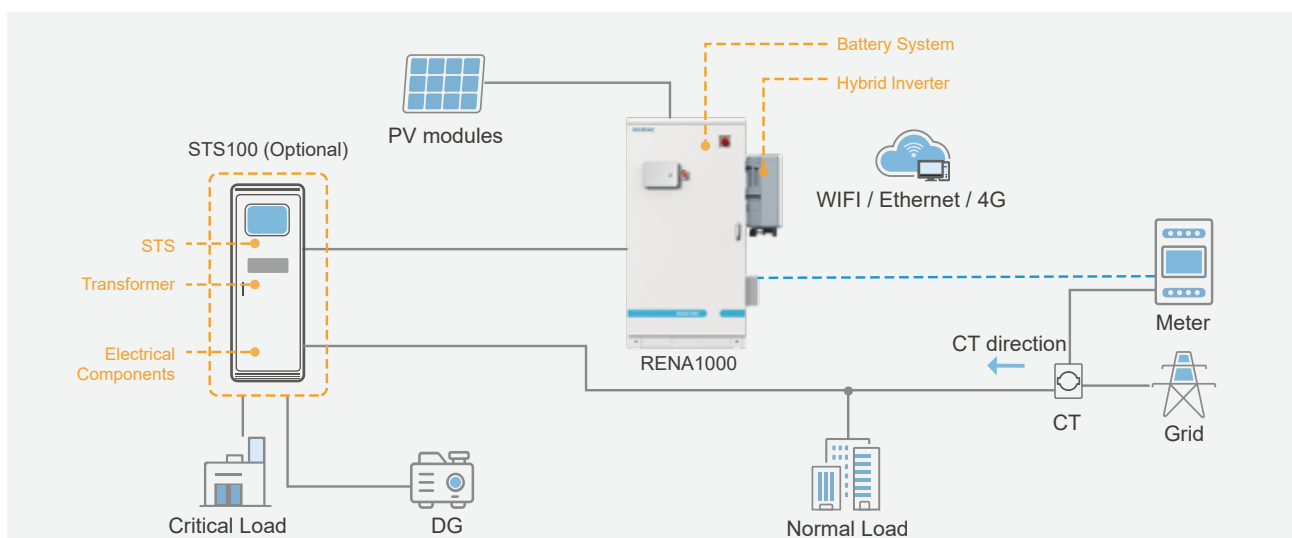 Battery System
Hybrid Inverter
PV modules
STS100 (Optional)
WIFI / Ethernet / 4G
STS
Transformer
Meter
CT direction
Electrical
Components
RENA1000
CT
Grid
Critical Load
DG
Normal Load